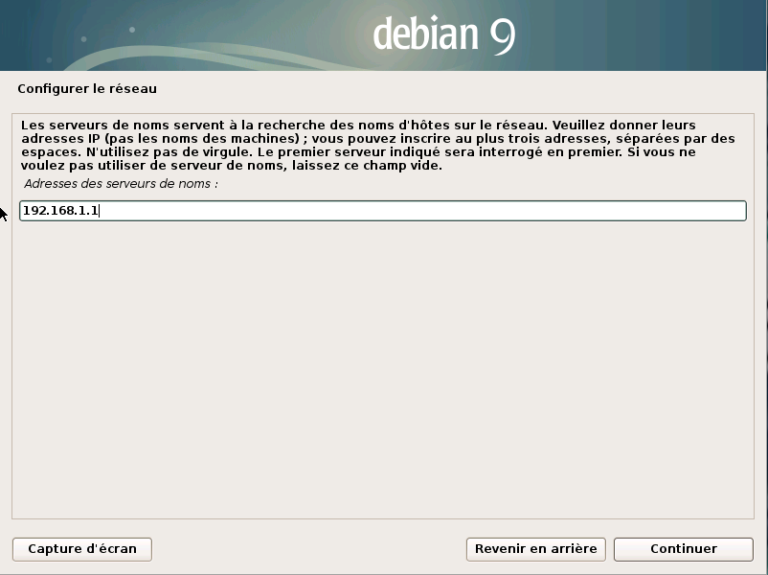 debian 9
Configurer le réseau
Les serveurs de noms servent à la recherche des noms d'hôtes sur le réseau. Veuillez donner leurs
adresses IP (pas les noms des machines) ; vous pouvez inscrire au plus trois adresses, séparées par des
espaces. N'utilisez pas de virgule. Le premier serveur indiqué sera interrogé en premier. Si vous ne
voulez pas utiliser de serveur de noms, laissez ce champ vide.
Adresses des serveurs de noms :
192.168.1.1
Capture d'écran
Revenir en arrière
Continuer